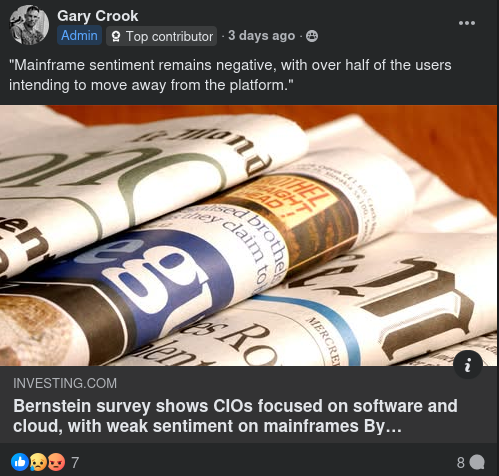 Gary Crook
Admin Top contributor · 3 days ago ·
"Mainframe sentiment remains negative, with over half of the users
intending to move away from the platform."
INVESTING.COM
Bernstein survey shows CIOs focused on software and
cloud, with weak sentiment on mainframes By…
7 8